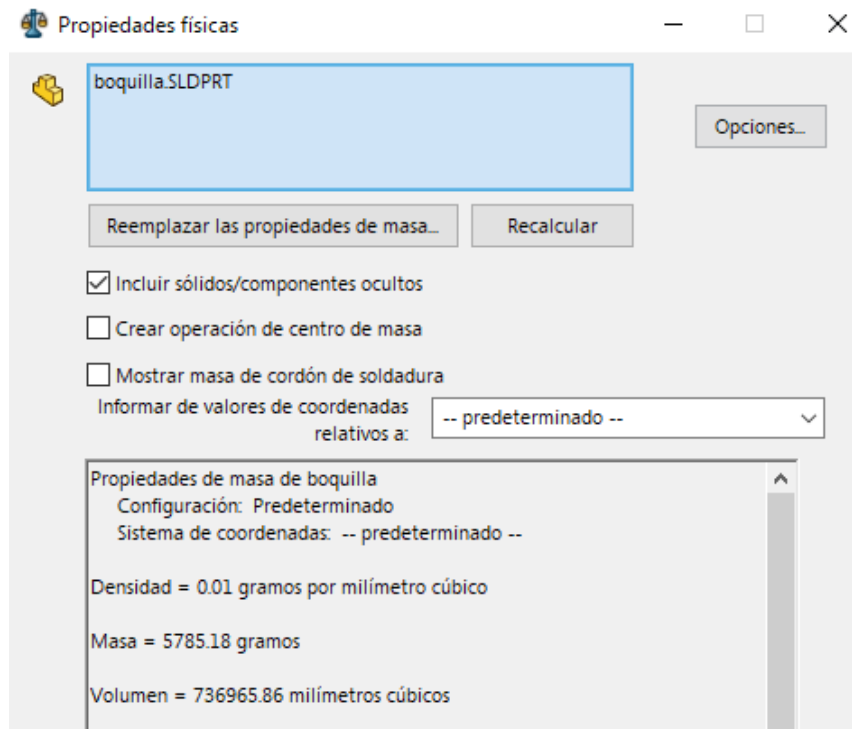 Propiedades físicas
boquilla.SLDPRT
Opciones...
Reemplazar las propiedades de masa...
Recalcular
Incluir sólidos/componentes ocultos
Crear operación de centro de masa
Mostrar masa de cordón de soldadura
Informar de valores de coordenadas
relativos a:
-- predeterminado --
Propiedades de masa de boquilla
Configuración: Predeterminado
Sistema de coordenadas: -- predeterminado --
Densidad = 0.01 gramos por milímetro cúbico
Masa = 5785.18 gramos
Volumen = 736965.86 milímetros cúbicos